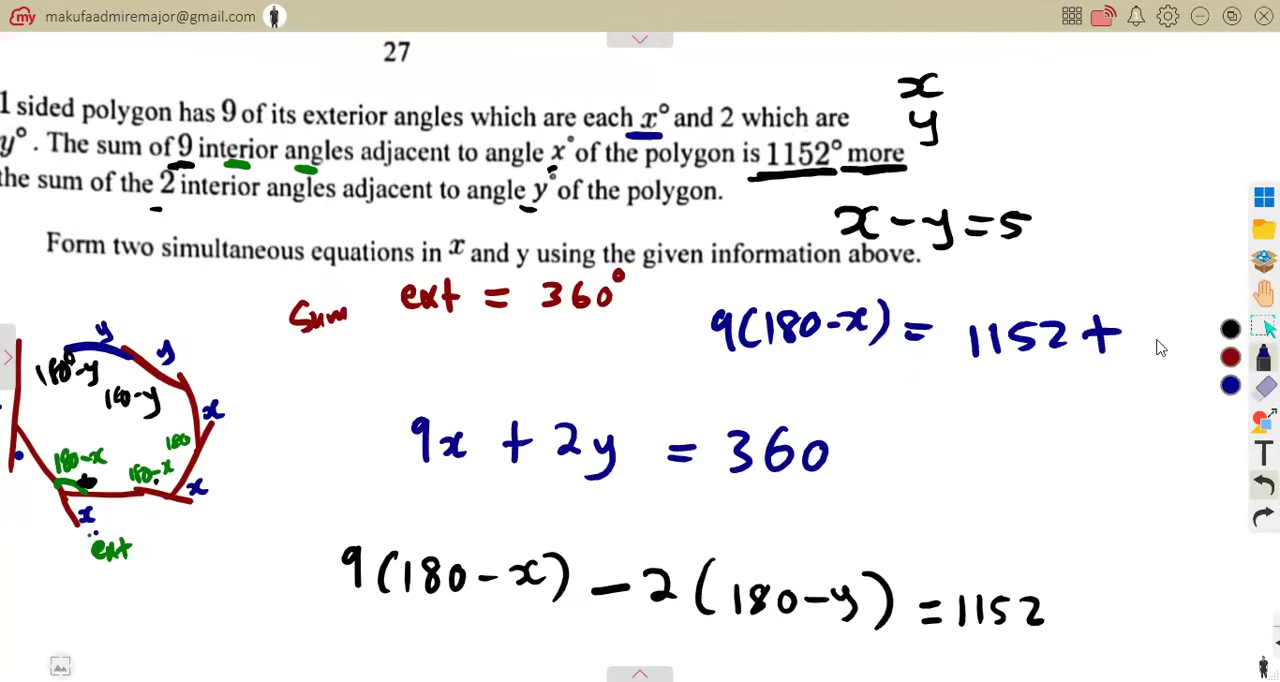 my makufaadmiremajor@gmail.com
27
1 sided polygon has 9 of its exterior angles which are each x° and 2 which are
y°. The sum of 9 interior angles adjacent to angle x° of the polygon is 1152° more
the sum of the 2 interior angles adjacent to angle y° of the polygon.
x
y
x - y = 5
Form two simultaneous equations in x and y using the given information above.
Sum ext = 360°
9(180-x) = 1152 +
y
y
180°-y
180-y
x
180
180-x
180-x
x
x
ext
9x + 2y = 360
9(180-x) - 2(180-y) = 1152
T